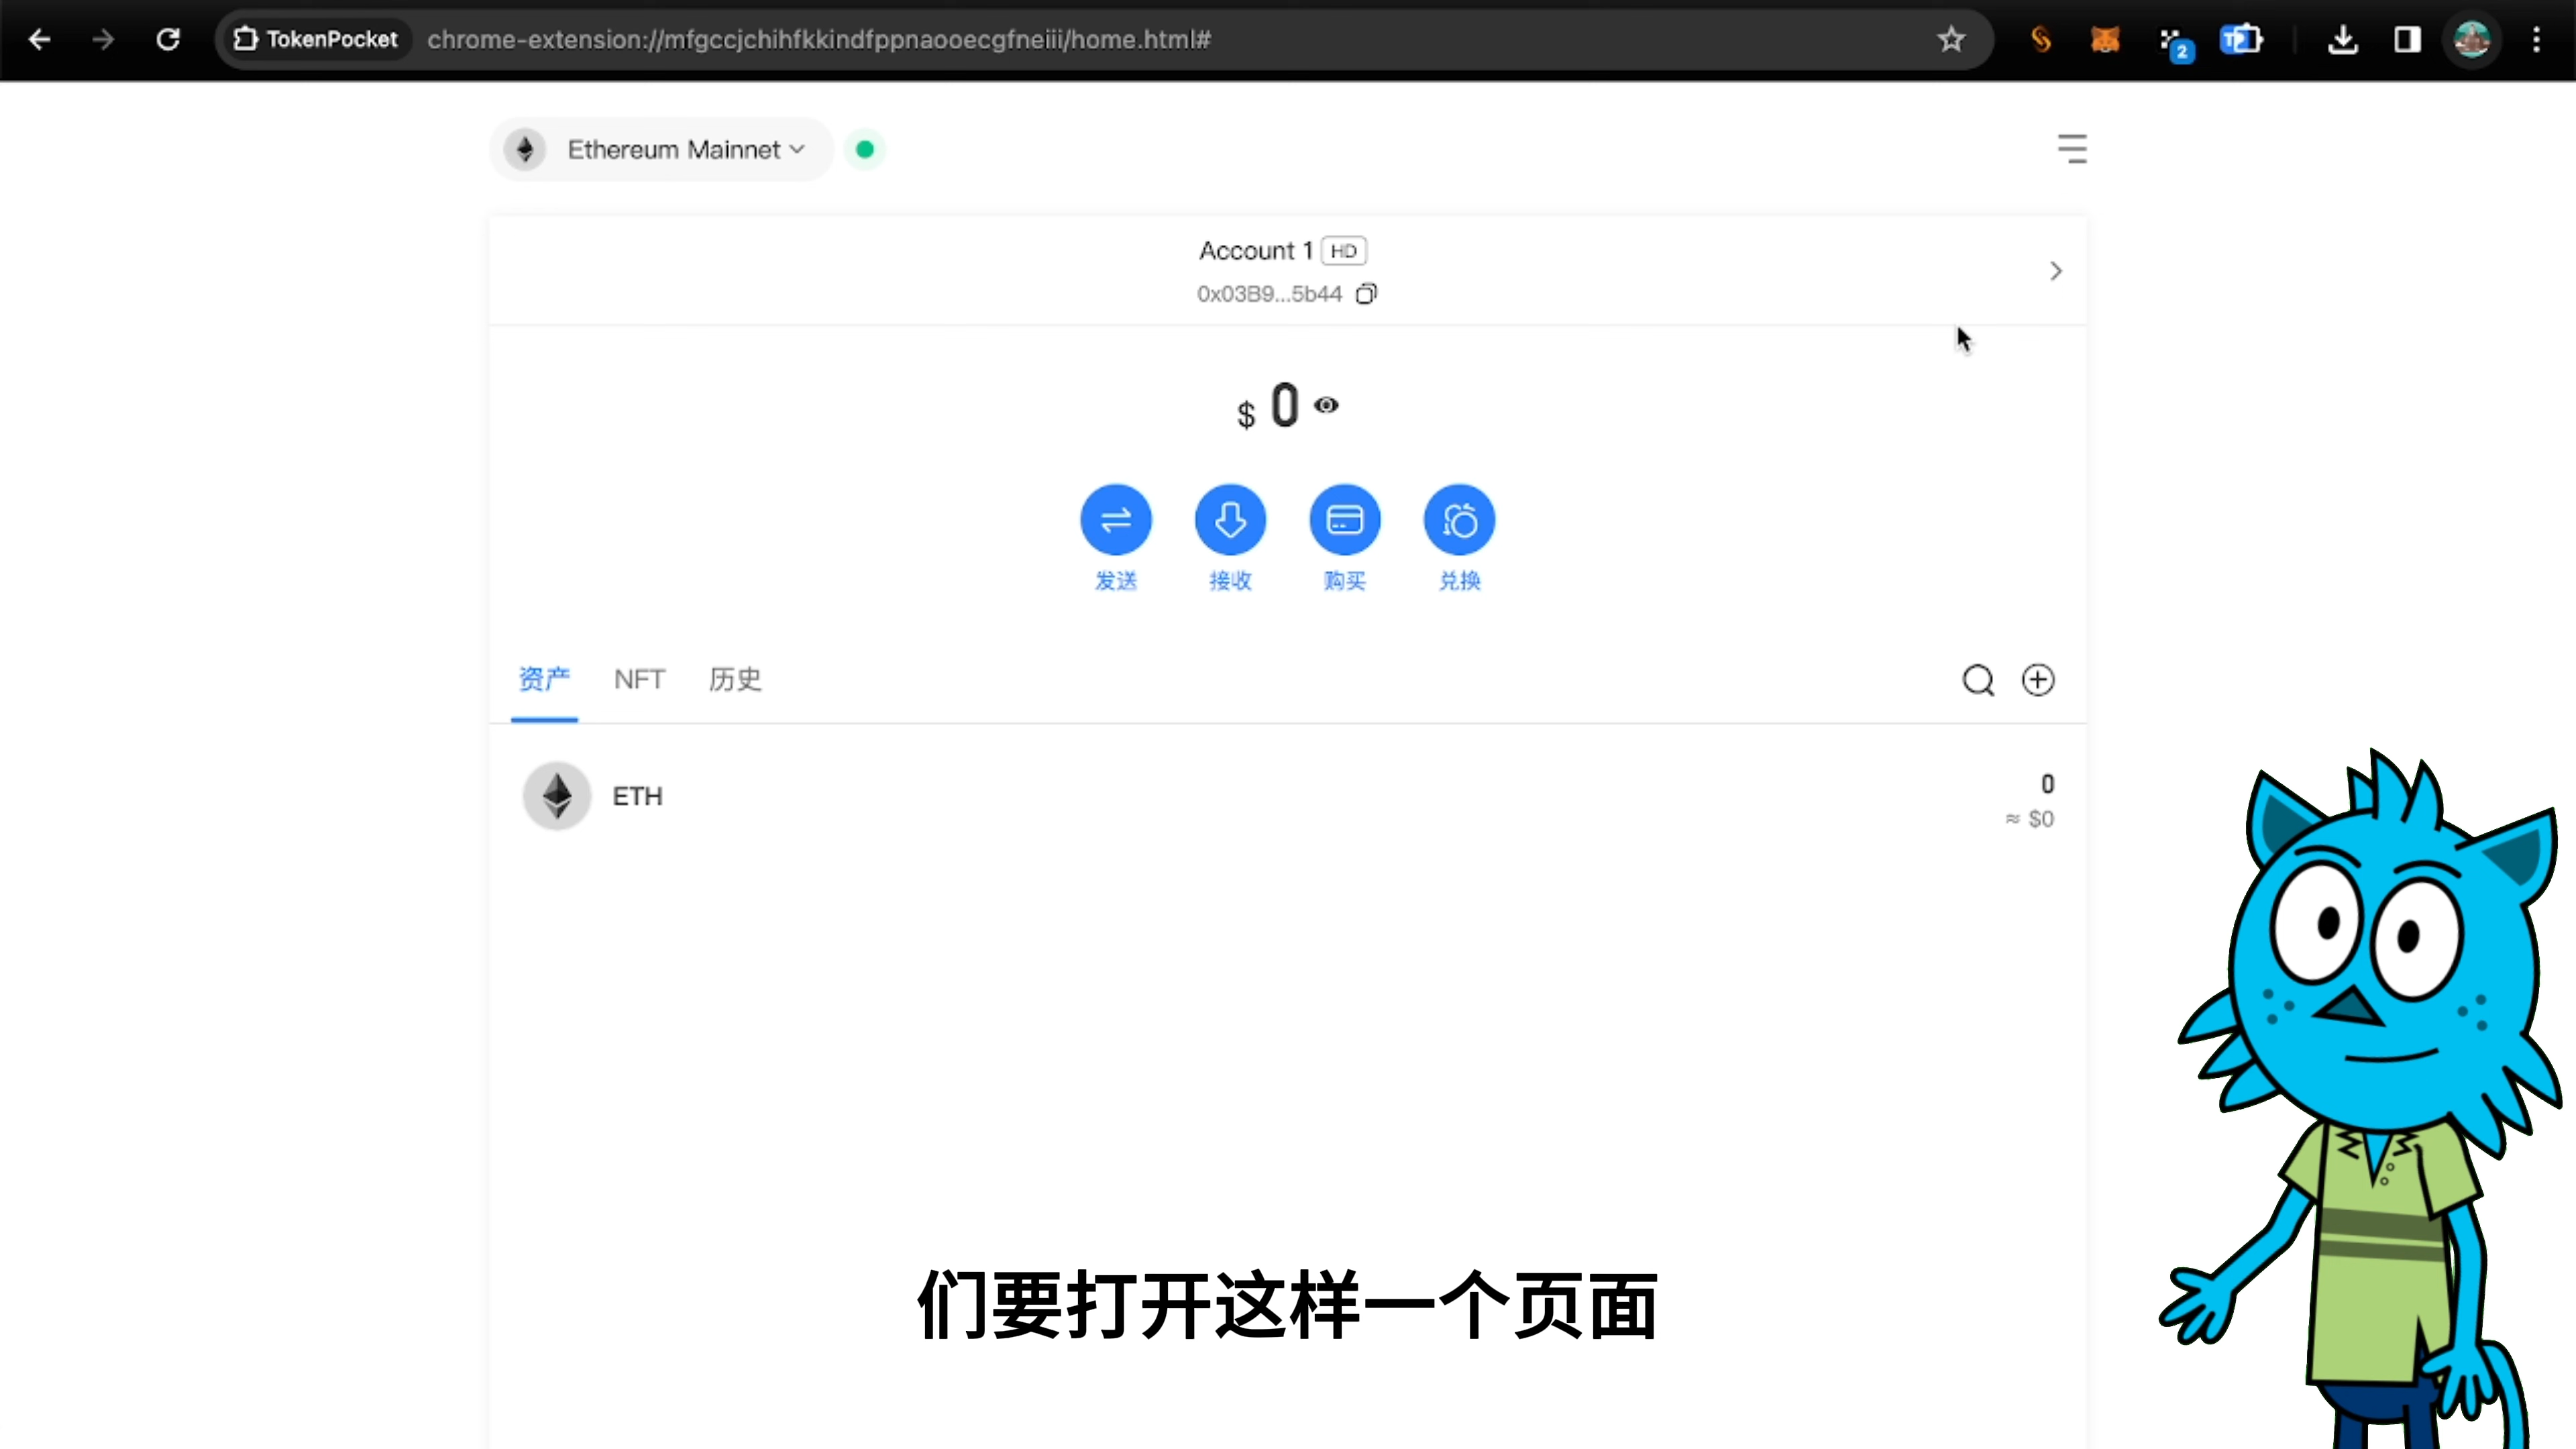 TokenPocket chrome-extension://mfgccjchihfkkindfppnaooecgfneiii/home.html#
2
Ethereum Mainnet
Account 1 HD
0x03B9...5b44
$ 0
发送 接收 购买 兑换
资产 NFT 历史
ETH
0
≈ $0
们要打开这样一个页面